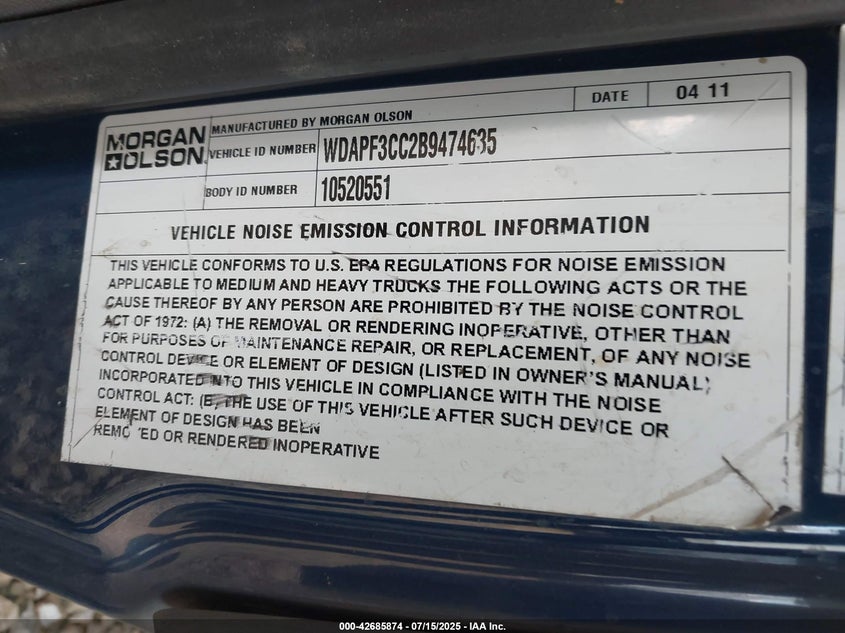 MORGAN OLSON
MANUFACTURED BY MORGAN OLSON
DATE 04 11
VEHICLE ID NUMBER WDAPF3CC2B9474635
BODY ID NUMBER 10520551
VEHICLE NOISE EMISSION CONTROL INFORMATION
THIS VEHICLE CONFORMS TO U.S. EPA REGULATIONS FOR NOISE EMISSION
APPLICABLE TO MEDIUM AND HEAVY TRUCKS THE FOLLOWING ACTS OR THE
CAUSE THEREOF BY ANY PERSON ARE PROHIBITED BY THE NOISE CONTROL
ACT OF 1972: (A) THE REMOVAL OR RENDERING INOPERATIVE, OTHER THAN
FOR PURPOSES OF MAINTENANCE REPAIR, OR REPLACEMENT, OF ANY NOISE
CONTROL DEVICE OR ELEMENT OF DESIGN (LISTED IN OWNER'S MANUAL)
INCORPORATED INTO THIS VEHICLE IN COMPLIANCE WITH THE NOISE
CONTROL ACT: (B) THE USE OF THIS VEHICLE AFTER SUCH DEVICE OR
ELEMENT OF DESIGN HAS BEEN
REMOVED OR RENDERED INOPERATIVE
000-42685874 - 07/15/2025 - IAA Inc.